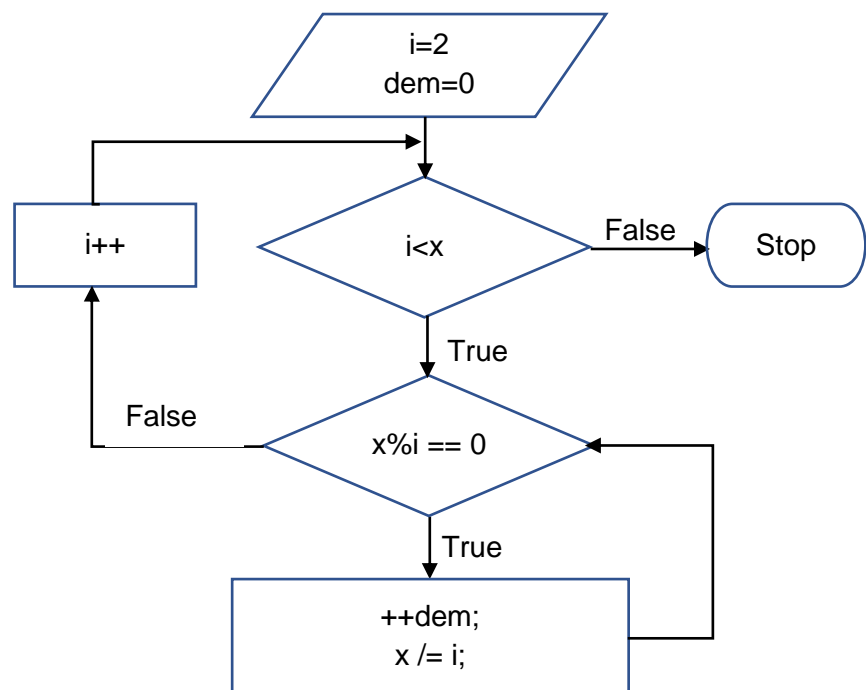 i=2
dem=0
i++
i<x
False
Stop
True
False
x%i == 0
True
++dem;
x /= i;